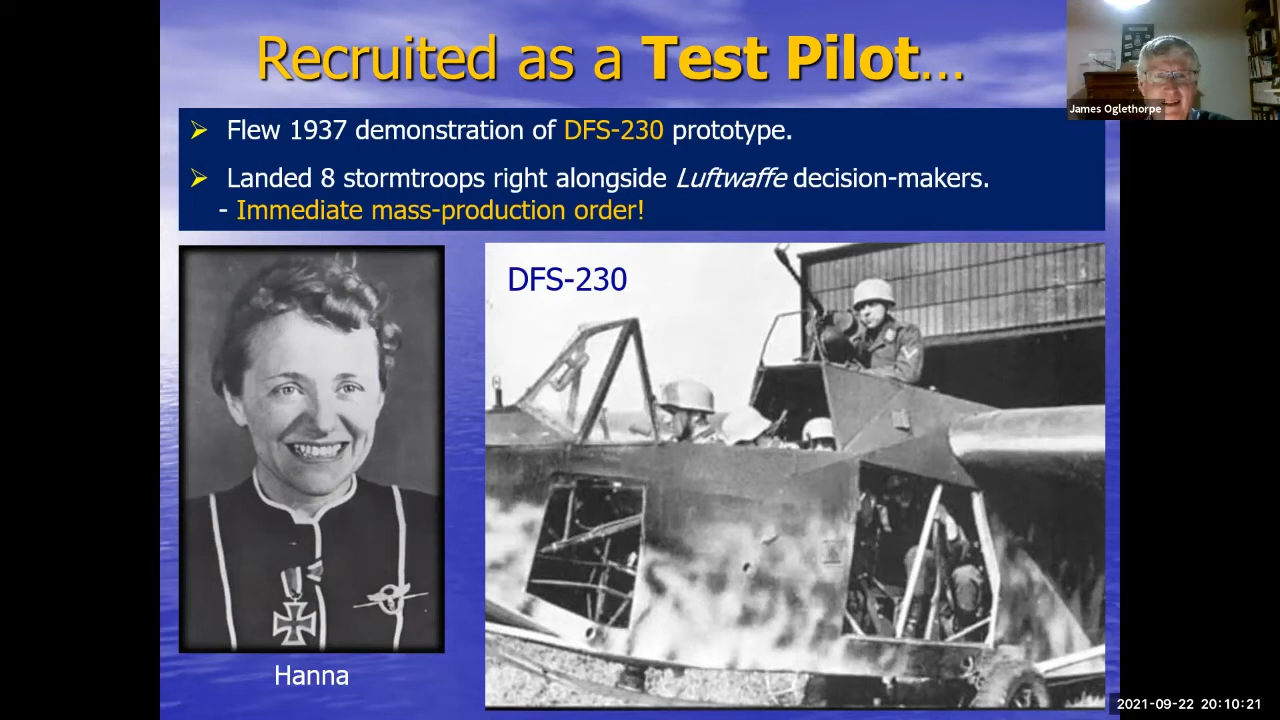 Recruited as a Test Pilot...
James Oglethorpe
Flew 1937 demonstration of DFS-230 prototype.
Landed 8 stormtroops right alongside Luftwaffe decision-makers.
- Immediate mass-production order!
DFS-230
Hanna
2021-09-22 20:10:21